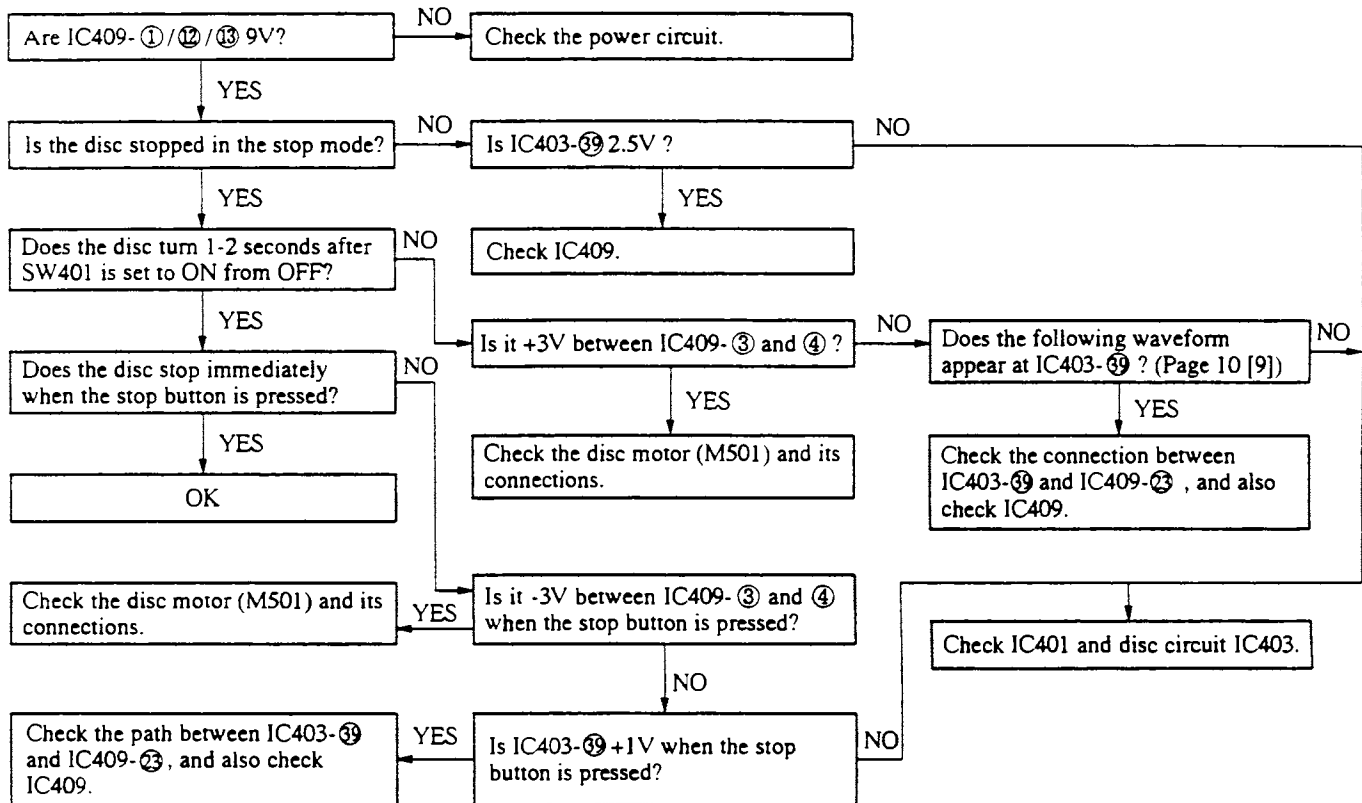 Are IC409-①/⑫/⑬ 9V?
NO
Check the power circuit.
YES
Is the disc stopped in the stop mode?
NO
Is IC403-㊴ 2.5V ?
NO
YES
YES
Does the disc turn 1-2 seconds after
SW401 is set to ON from OFF?
NO
Check IC409.
YES
Is it +3V between IC409-③ and ④ ?
NO
Does the following waveform
appear at IC403-㊴ ? (Page 10 [9])
NO
Does the disc stop immediately
when the stop button is pressed?
NO
YES
YES
YES
Check the disc motor (M501) and its
connections.
Check the connection between
IC403-㊴ and IC409-㉓ , and also
check IC409.
OK
Check the disc motor (M501) and its
connections.
YES
Is it -3V between IC409- ③ and ④
when the stop button is pressed?
Check IC401 and disc circuit IC403.
NO
Check the path between IC403-㊴
and IC409-㉓, and also check
IC409.
YES
Is IC403-㊴ +1V when the stop
button is pressed?
NO